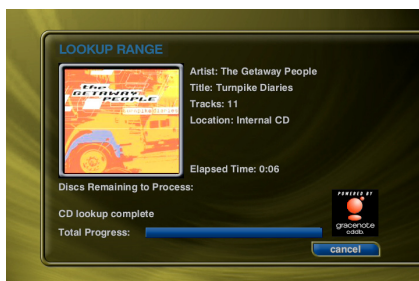 LOOKUP RANGE
the
GETAWAY
PEOPLE
Artist: The Getaway People
Title: Turnpike Diaries
Tracks: 11
Location: Internal CD
Elapsed Time: 0:06
Discs Remaining to Process:
CD lookup complete
Total Progress:
POWERED BY
gracenote
cddb.
cancel